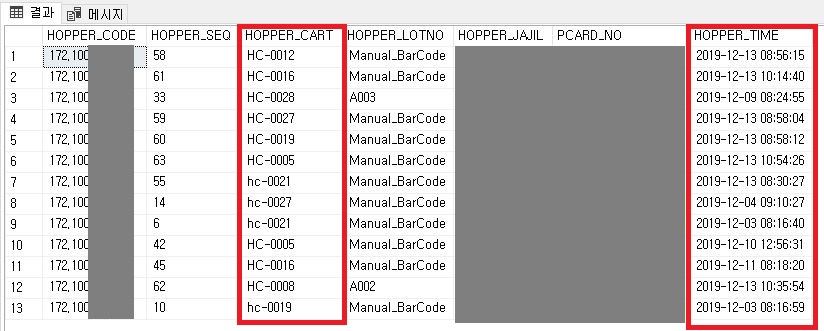 결과 메시지
HOPPER_CODE HOPPER_SEQ HOPPER_CART HOPPER_LOTNO HOPPER_JAJIL PCARD_NO HOPPER_TIME
1 172,100 58 HC-0012 Manual_BarCode 2019-12-13 08:56:15
2 172,100 61 HC-0016 Manual_BarCode 2019-12-13 10:14:40
3 172,100 33 HC-0028 A003 2019-12-09 08:24:55
4 172,100 59 HC-0027 Manual_BarCode 2019-12-13 08:58:04
5 172,100 60 HC-0019 Manual_BarCode 2019-12-13 08:58:12
6 172,100 63 HC-0005 Manual_BarCode 2019-12-13 10:54:26
7 172,100 55 hc-0021 Manual_BarCode 2019-12-13 08:30:27
8 172,100 14 hc-0027 Manual_BarCode 2019-12-04 09:10:27
9 172,100 6 hc-0021 Manual_BarCode 2019-12-03 08:16:40
10 172,100 42 HC-0005 Manual_BarCode 2019-12-10 12:56:31
11 172,100 45 HC-0016 Manual_BarCode 2019-12-11 08:18:20
12 172,100 62 HC-0008 A002 2019-12-13 10:35:54
13 172,100 10 hc-0019 Manual_BarCode 2019-12-03 08:16:59